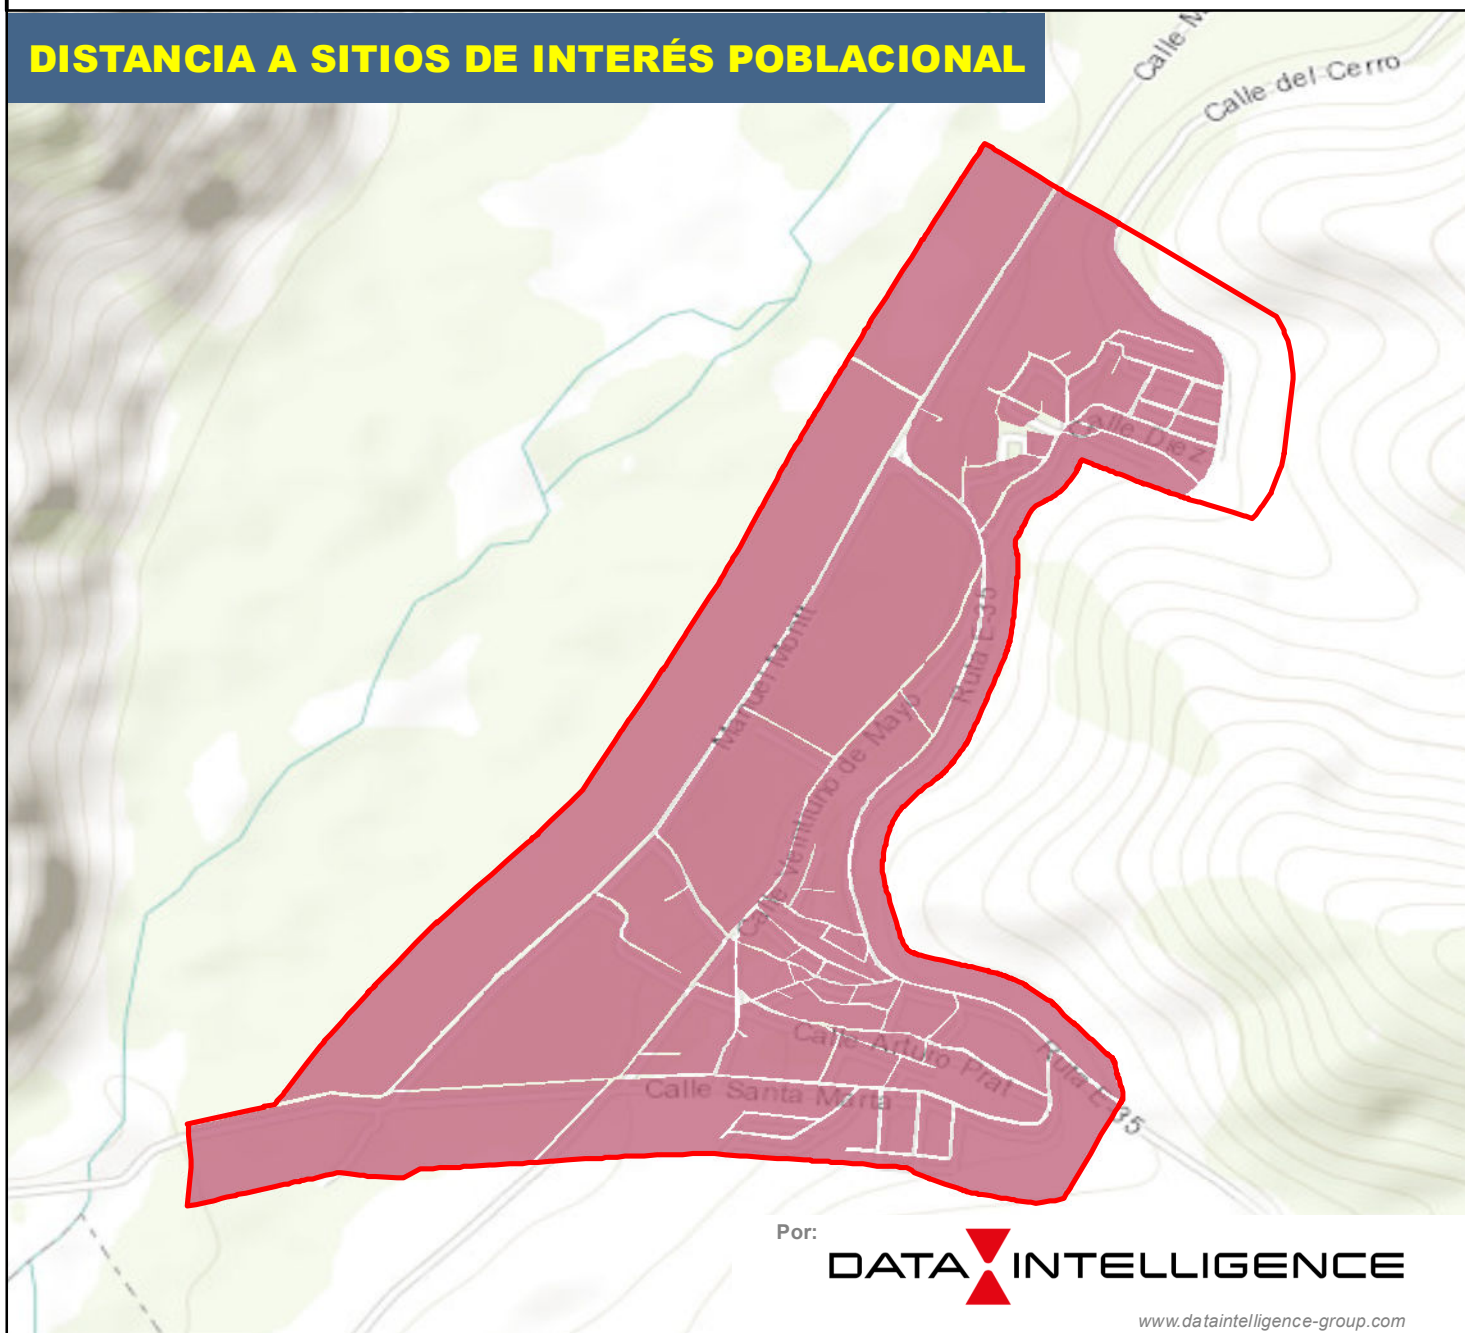 DISTANCIA A SITIOS DE INTERÉS POBLACIONAL
Calle M
Calle del Cerro
Calle Diez
Ruta E-35
Manuel Montt
Calle Veintiuno de Mayo
Calle Arturo Prat
Ruta E-35
Calle Santa Marta
Por:
DATA INTELLIGENCE
www.dataintelligence-group.com